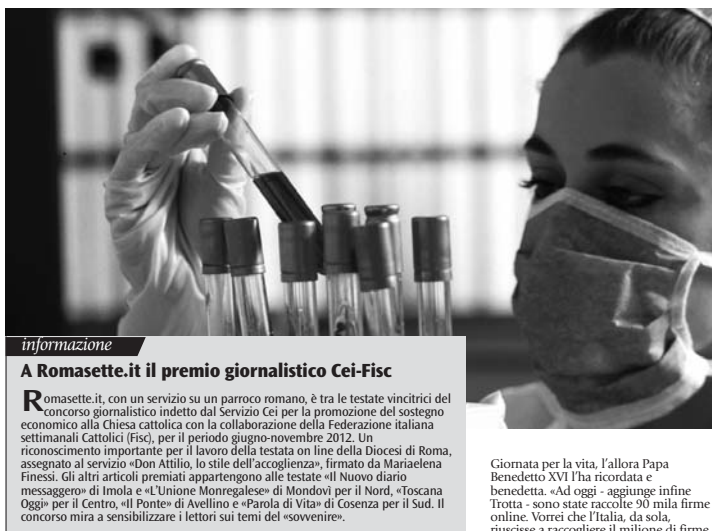 informazione
A Romasette.it il premio giornalistico Cei-Fisc
Romasette.it, con un servizio su un parroco romano, è tra le testate vincitrici del
concorso giornalistico indetto dal Servizio Cei per la promozione del sostegno
economico alla Chiesa cattolica con la collaborazione della Federazione italiana
settimanali Cattolici (Fisc), per il periodo giugno-novembre 2012. Un
riconoscimento importante per il lavoro della testata on line della Diocesi di Roma,
assegnato al servizio «Don Attilio, lo stile dell'accoglienza», firmato da Mariaelena
Finessi. Gli altri articoli premiati appartengono alle testate «Il Nuovo diario
messaggero» di Imola e «L'Unione Monregalese» di Mondovì per il Nord, «Toscana
Oggi» per il Centro, «Il Ponte» di Avellino e «Parola di Vita» di Cosenza per il Sud. Il
concorso mira a sensibilizzare i lettori sui temi del «sovvenire».
Giornata per la vita, l'allora Papa
Benedetto XVI l'ha ricordata e
benedetta. «Ad oggi - aggiunge infine
Trotta - sono state raccolte 90 mila firme
online. Vorrei che l'Italia, da sola,
riuscisse a raccogliere il milione di firme